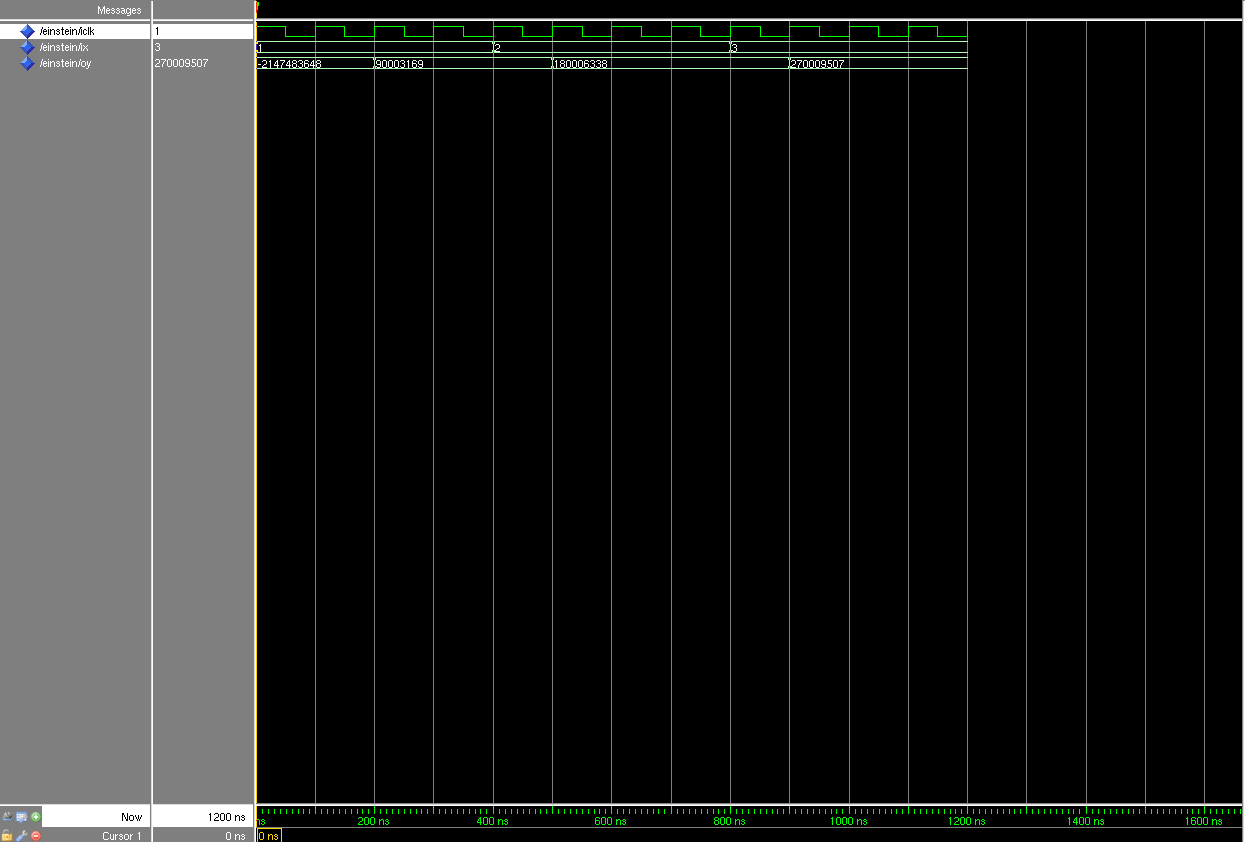 Messages
/einstein/iclk 1
/einstein/ix 3 1 2 3
/einstein/oy 270009507 -2147483648 90003169 180006338 270009507
Now 1200 ns ns 200 ns 400 ns 600 ns 800 ns 1000 ns 1200 ns 1400 ns 1600 ns
Cursor 1 0 ns 0 ns